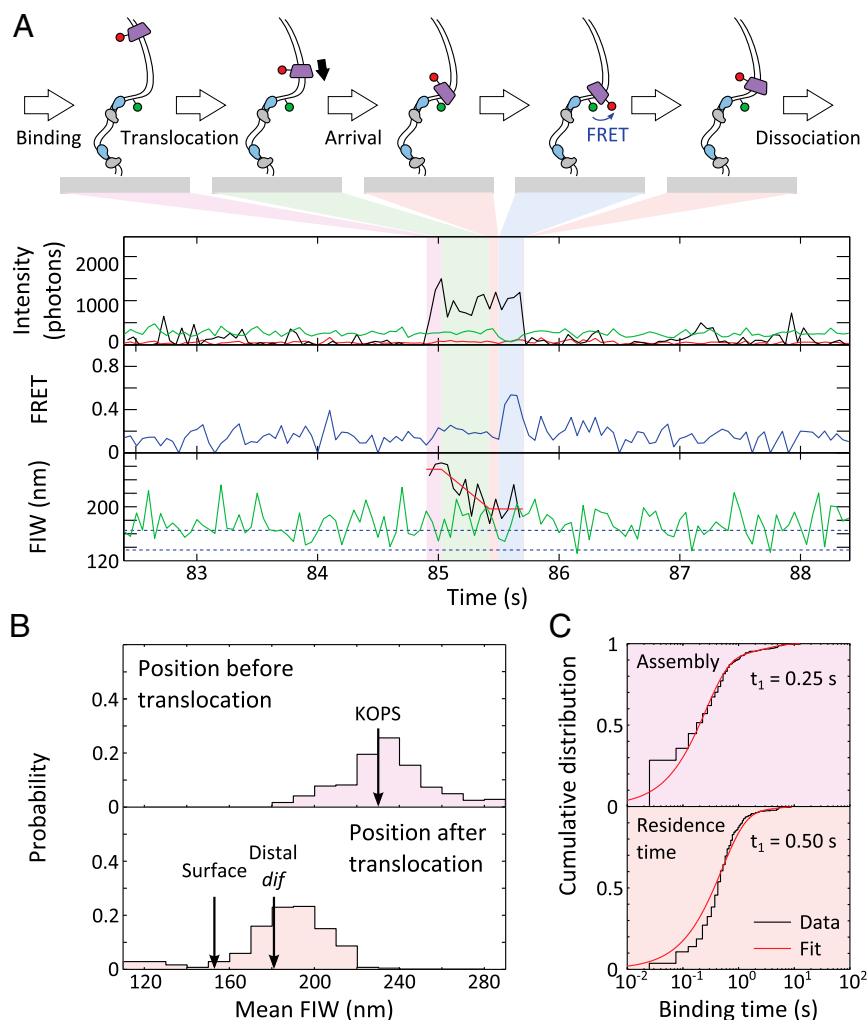 A
Binding
Translocation
Arrival
FRET
Dissociation
Intensity
(photons)
2000
1000
0
FRET
0.8
0.4
0
FIW (nm)
200
120
83 84 85 86 87 88
Time (s)
B
Probability
Position before
translocation
KOPS
0.6
0.4
0.2
0
Position after
translocation
Surface
Distal
dif
0.4
0.2
0
120 160 200 240 280
Mean FIW (nm)
C
Cumulative distribution
Assembly
t₁ = 0.25 s
1
0.5
0
Residence
time
t₁ = 0.50 s
0.5
0
Data
Fit
10⁻² 10⁻¹ 10⁰ 10¹ 10²
Binding time (s)